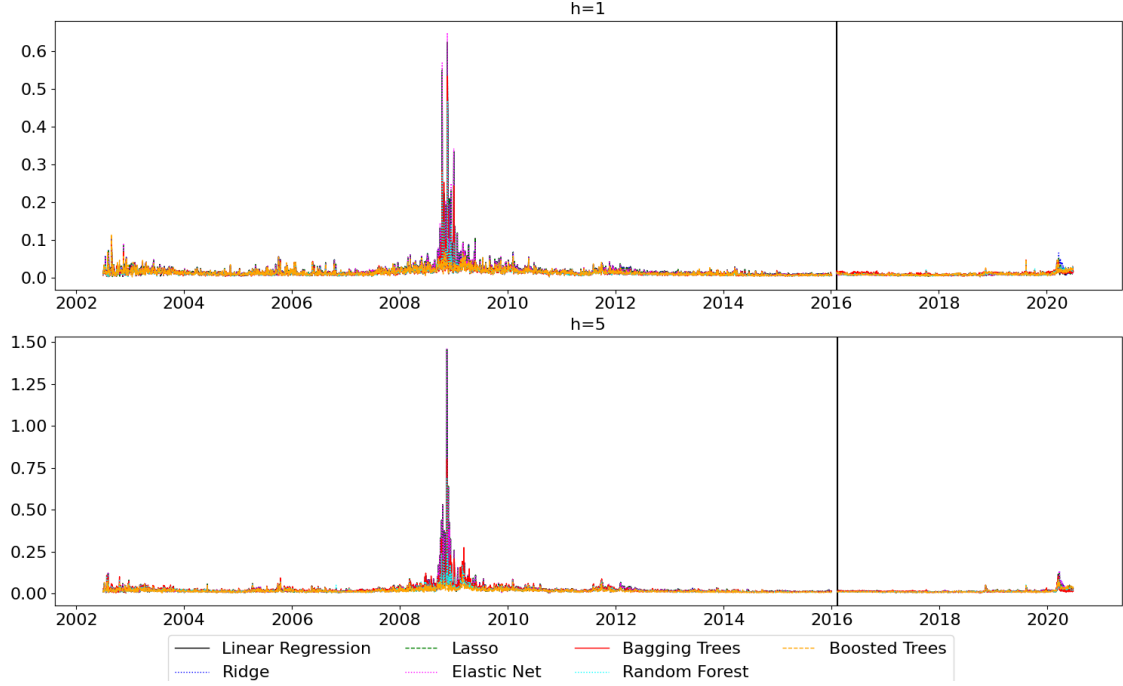 h=1
0.6
0.5
0.4
0.3
0.2
0.1
0.0
2002 2004 2006 2008 2010 2012 2014 2016 2018 2020
h=5
1.50
1.25
1.00
0.75
0.50
0.25
0.00
2002 2004 2006 2008 2010 2012 2014 2016 2018 2020
Linear Regression Lasso Bagging Trees Boosted Trees
Ridge Elastic Net Random Forest